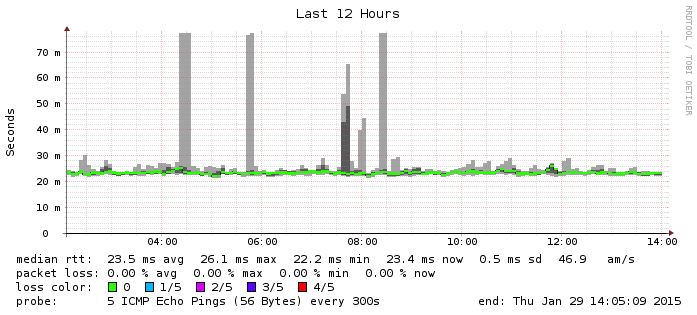 Last 12 Hours
RRDTOOL / TOBI OETIKER
Seconds
70 m
60 m
50 m
40 m
30 m
20 m
10 m
0
04:00 06:00 08:00 10:00 12:00 14:00
median rtt: 23.5 ms avg 26.1 ms max 22.2 ms min 23.4 ms now 0.5 ms sd 46.9 am/s
packet loss: 0.00 % avg 0.00 % max 0.00 % min 0.00 % now
loss color: 0 1/5 2/5 3/5 4/5
probe: 5 ICMP Echo Pings (56 Bytes) every 300s end: Thu Jan 29 14:05:09 2015